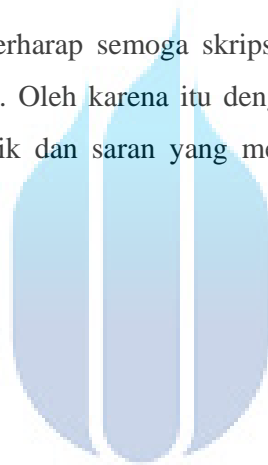 erharap semoga skrips
. Oleh karena itu deng
ik dan saran yang me